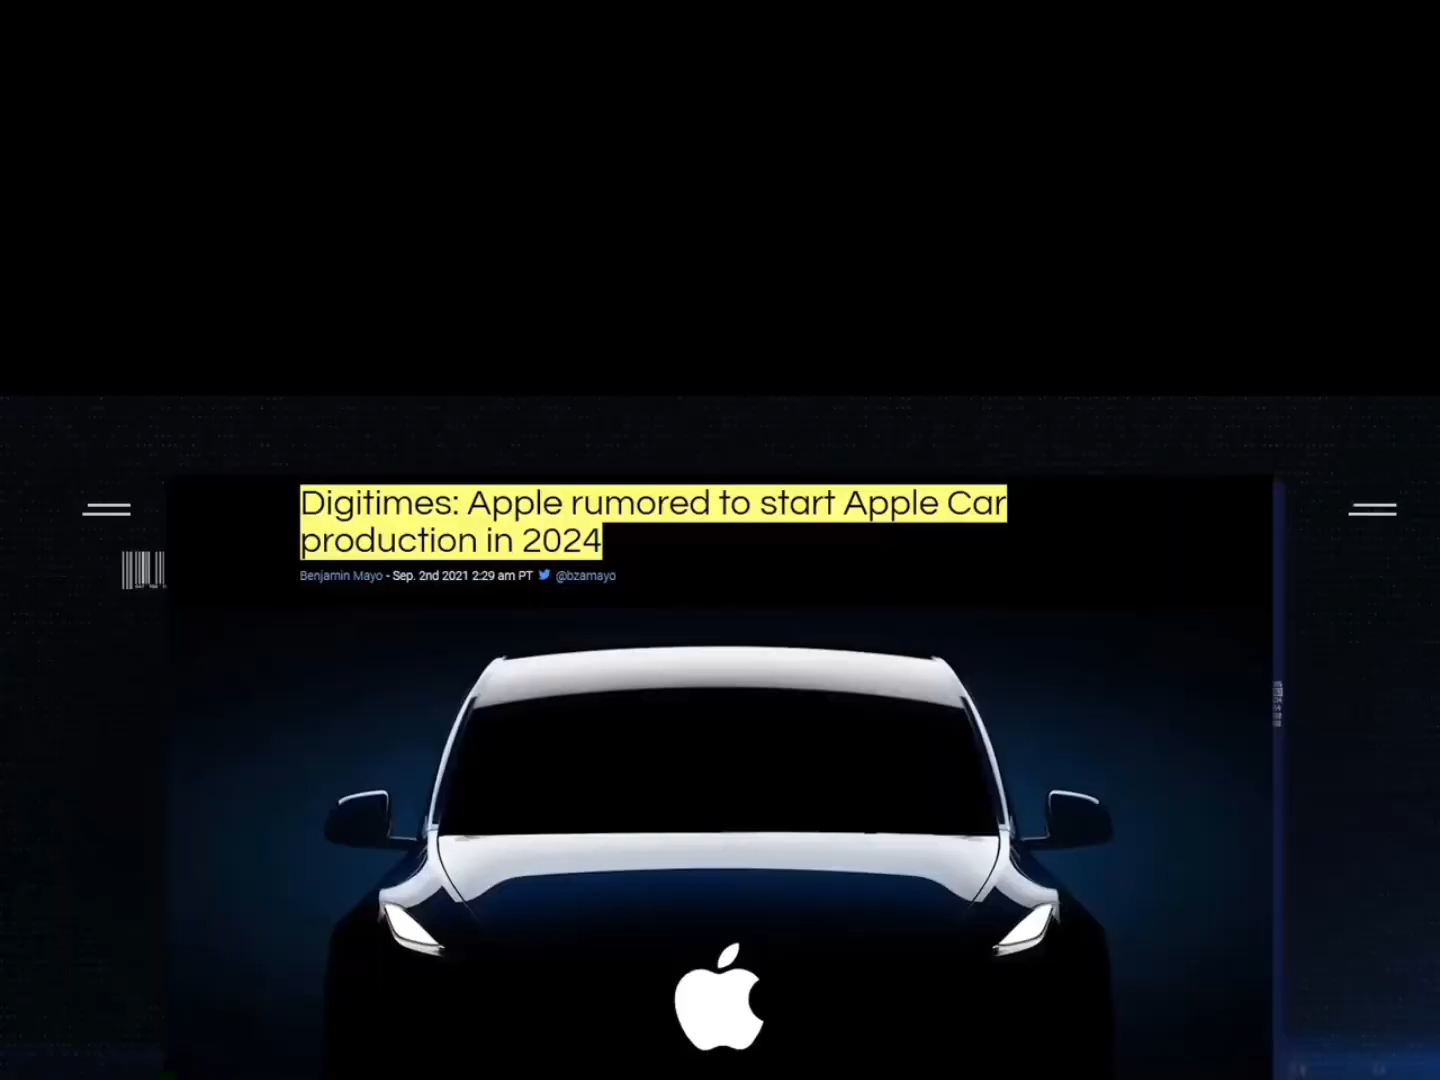 Digitimes: Apple rumored to start Apple Car
production in 2024
Benjamin Mayo - Sep. 2nd 2021 2:29 am PT @bzamayo